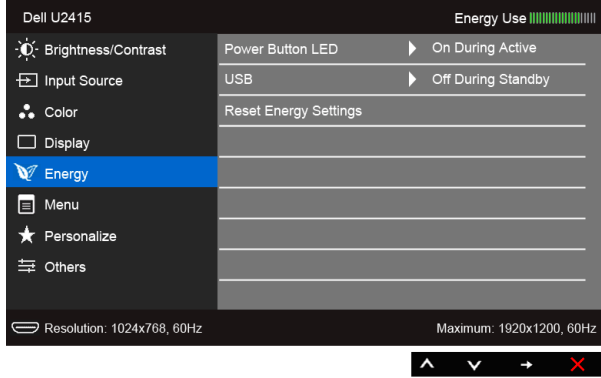 Dell U2415 Energy Use
Brightness/Contrast Power Button LED On During Active
Input Source USB Off During Standby
Color Reset Energy Settings
Display
Energy
Menu
Personalize
Others
Resolution: 1024x768, 60Hz Maximum: 1920x1200, 60Hz